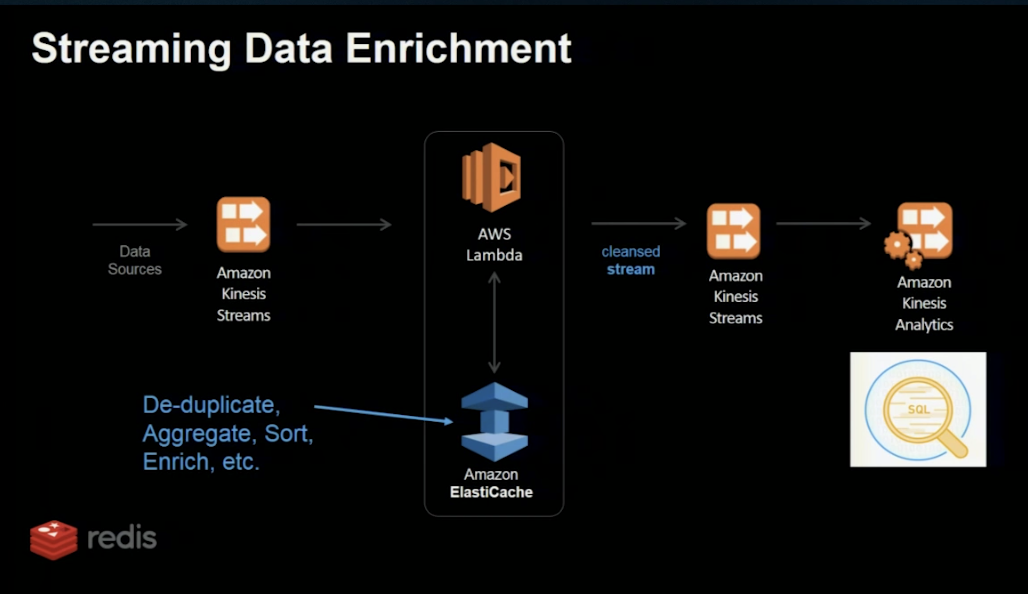 Streaming Data Enrichment
Data
Sources
Amazon
Kinesis
Streams
AWS
Lambda
cleansed
stream
Amazon
Kinesis
Streams
Amazon
Kinesis
Analytics
De-duplicate,
Aggregate, Sort,
Enrich, etc.
Amazon
ElastiCache
SQL
redis